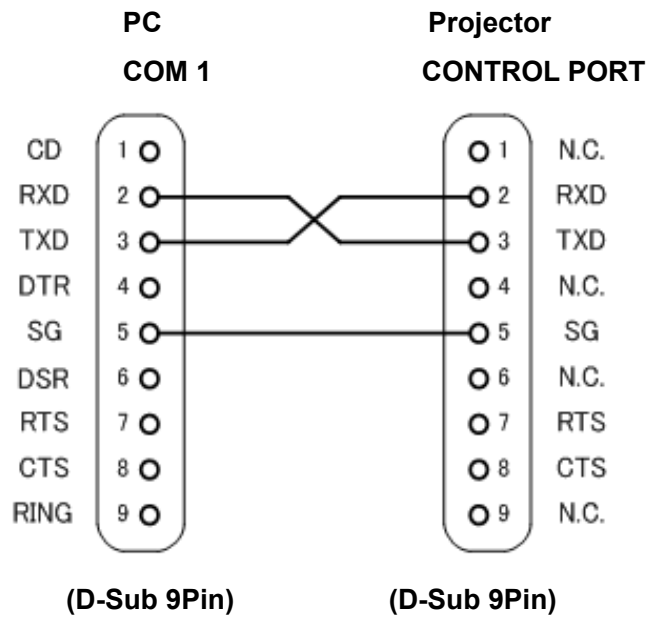 PC Projector
COM 1 CONTROL PORT
CD 1 1 N.C.
RXD 2 2 RXD
TXD 3 3 TXD
DTR 4 4 N.C.
SG 5 5 SG
DSR 6 6 N.C.
RTS 7 7 RTS
CTS 8 8 CTS
RING 9 9 N.C.
(D-Sub 9Pin) (D-Sub 9Pin)